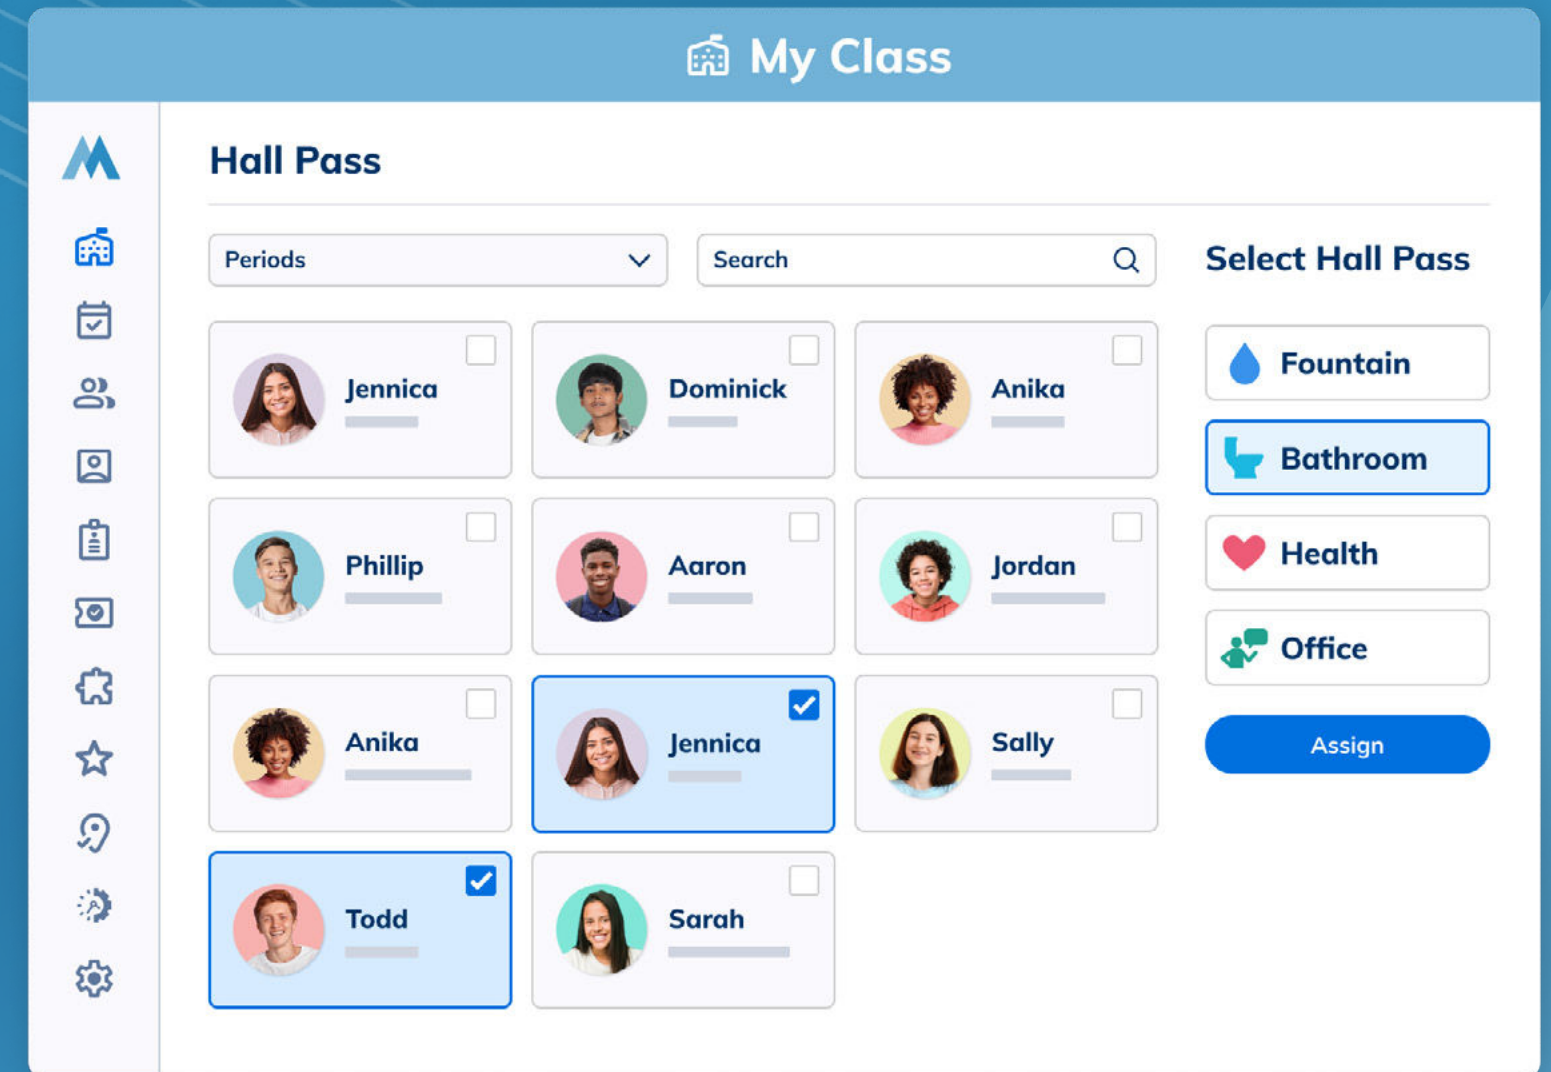 My Class
Hall Pass
Periods
Search
Select Hall Pass
Jennica
Dominick
Anika
Fountain
Bathroom
Phillip
Aaron
Jordan
Health
Office
Anika
Jennica
Sally
Assign
Todd
Sarah